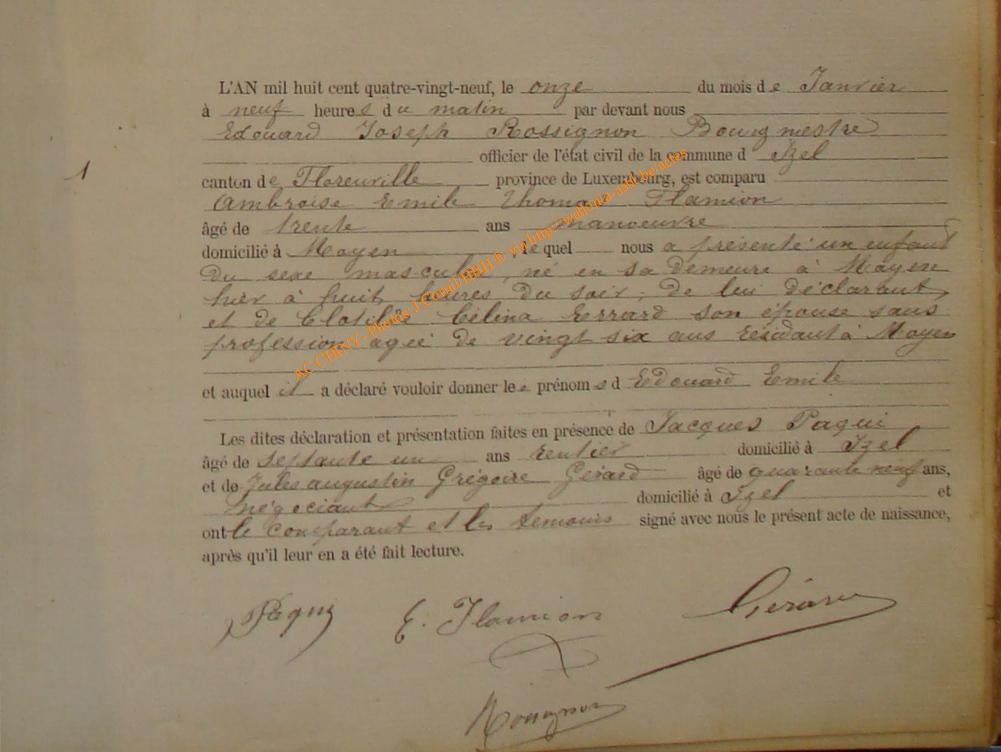 L'AN mil huit cent quatre-vingt-neuf, le onze du mois de Janvier
à neuf heures du matin par devant nous
Edouard Joseph Rossignon Bourgmestre
officier de l'état civil de la commune d Izel
1
canton de Florenville province de Luxembourg, est comparu
Ambroise Emile Thomas Flamion
âgé de trente ans manoeuvre
domicilié à Moyen lequel nous a présenté un enfant
du sexe masculin, né en sa demeure à Moyen
hier à huit heures du soir, de lui déclarant,
et de Clotilde Célina son épouse sans
profession agée de vingt six ans résidant à Moyen
et auquel il a déclaré vouloir donner les prénoms d Edouard Emile
Les dites déclaration et présentation faites en présence de Jacques Paqui
âgé de septante un ans rentier domicilié à Izel
et de Jules augustin Grégoire Gérard âgé de quarante neuf ans,
négociant domicilié à Izel et
ont le comparant et les temoins signé avec nous le présent acte de naissance,
après qu'il leur en a été fait lecture.
Paqui E. Flamion Gérard
Rossignon